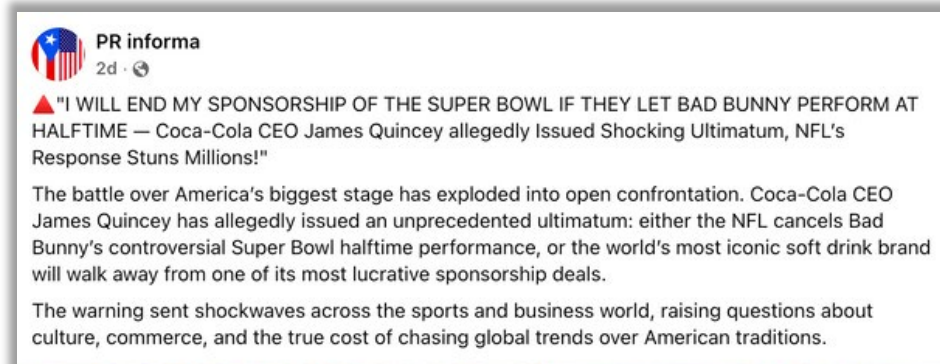 PR informa
2d ·
🔺"I WILL END MY SPONSORSHIP OF THE SUPER BOWL IF THEY LET BAD BUNNY PERFORM AT
HALFTIME — Coca-Cola CEO James Quincey allegedly Issued Shocking Ultimatum, NFL's
Response Stuns Millions!"
The battle over America's biggest stage has exploded into open confrontation. Coca-Cola CEO
James Quincey has allegedly issued an unprecedented ultimatum: either the NFL cancels Bad
Bunny's controversial Super Bowl halftime performance, or the world's most iconic soft drink brand
will walk away from one of its most lucrative sponsorship deals.
The warning sent shockwaves across the sports and business world, raising questions about
culture, commerce, and the true cost of chasing global trends over American traditions.